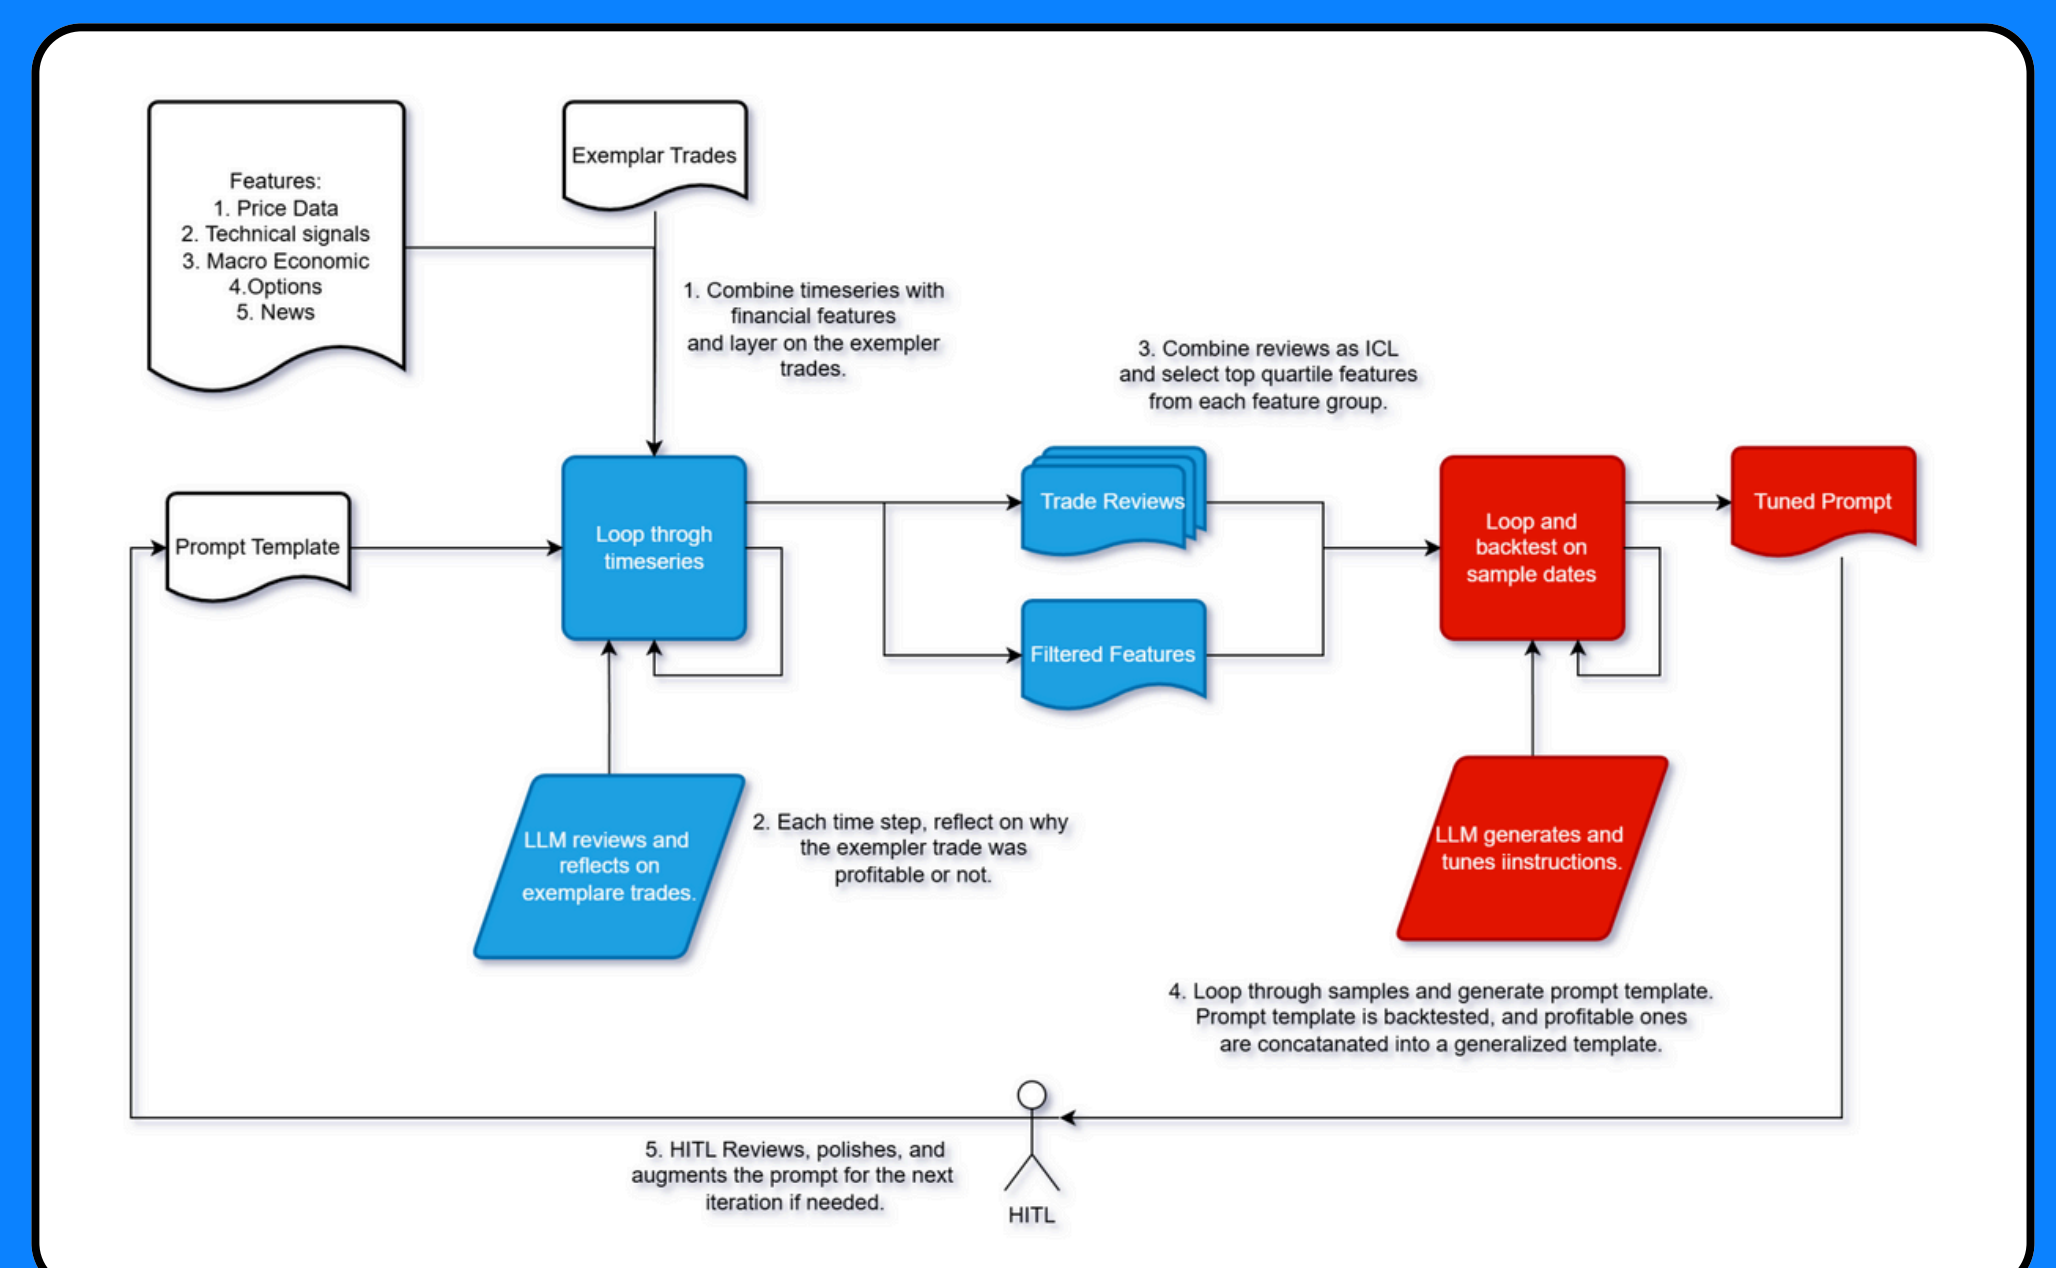 Exemplar Trades
Features:
1. Price Data
2. Technical signals
3. Macro Economic
4.Options
5. News
1. Combine timeseries with
financial features
and layer on the exempler
trades.
3. Combine reviews as ICL
and select top quartile features
from each feature group.
Prompt Template
Loop throgh
timeseries
Trade Reviews
Filtered Features
Loop and
backtest on
sample dates
Tuned Prompt
LLM reviews and
reflects on
exemplare trades.
2. Each time step, reflect on why
the exempler trade was
profitable or not.
LLM generates and
tunes iinstructions.
4. Loop through samples and generate prompt template.
Prompt template is backtested, and profitable ones
are concatanated into a generalized template.
5. HITL Reviews, polishes, and
augments the prompt for the next
iteration if needed.
HITL